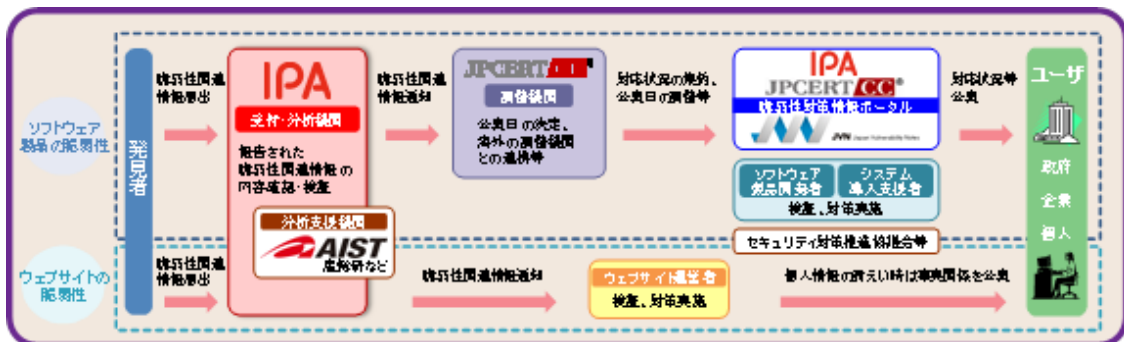 ソフトウェア
製品の脆弱性
発見者
脆弱性関連
情報届出
IPA
受付・分析機関
報告された
脆弱性関連情報の
内容確認・検証
分析支援機関
AIST
産総研など
脆弱性関連
情報通知
JPCERT CC®
調整機関
公表日の決定、
海外の調整機関
との連携等
対応状況の集約、
公表日の調整等
IPA
JPCERT CC®
脆弱性対策情報ポータル
JVN Japan Vulnerability Notes
ソフトウェア
製品開発者
システム
導入支援者
検証、対策実施
セキュリティ対策推進協議会等
対応状況等
公表
ユーザ
政府
企業
個人
ウェブサイトの
脆弱性
脆弱性関連
情報届出
脆弱性関連情報通知
ウェブサイト運営者
検証、対策実施
個人情報の漏えい時は事実関係を公表